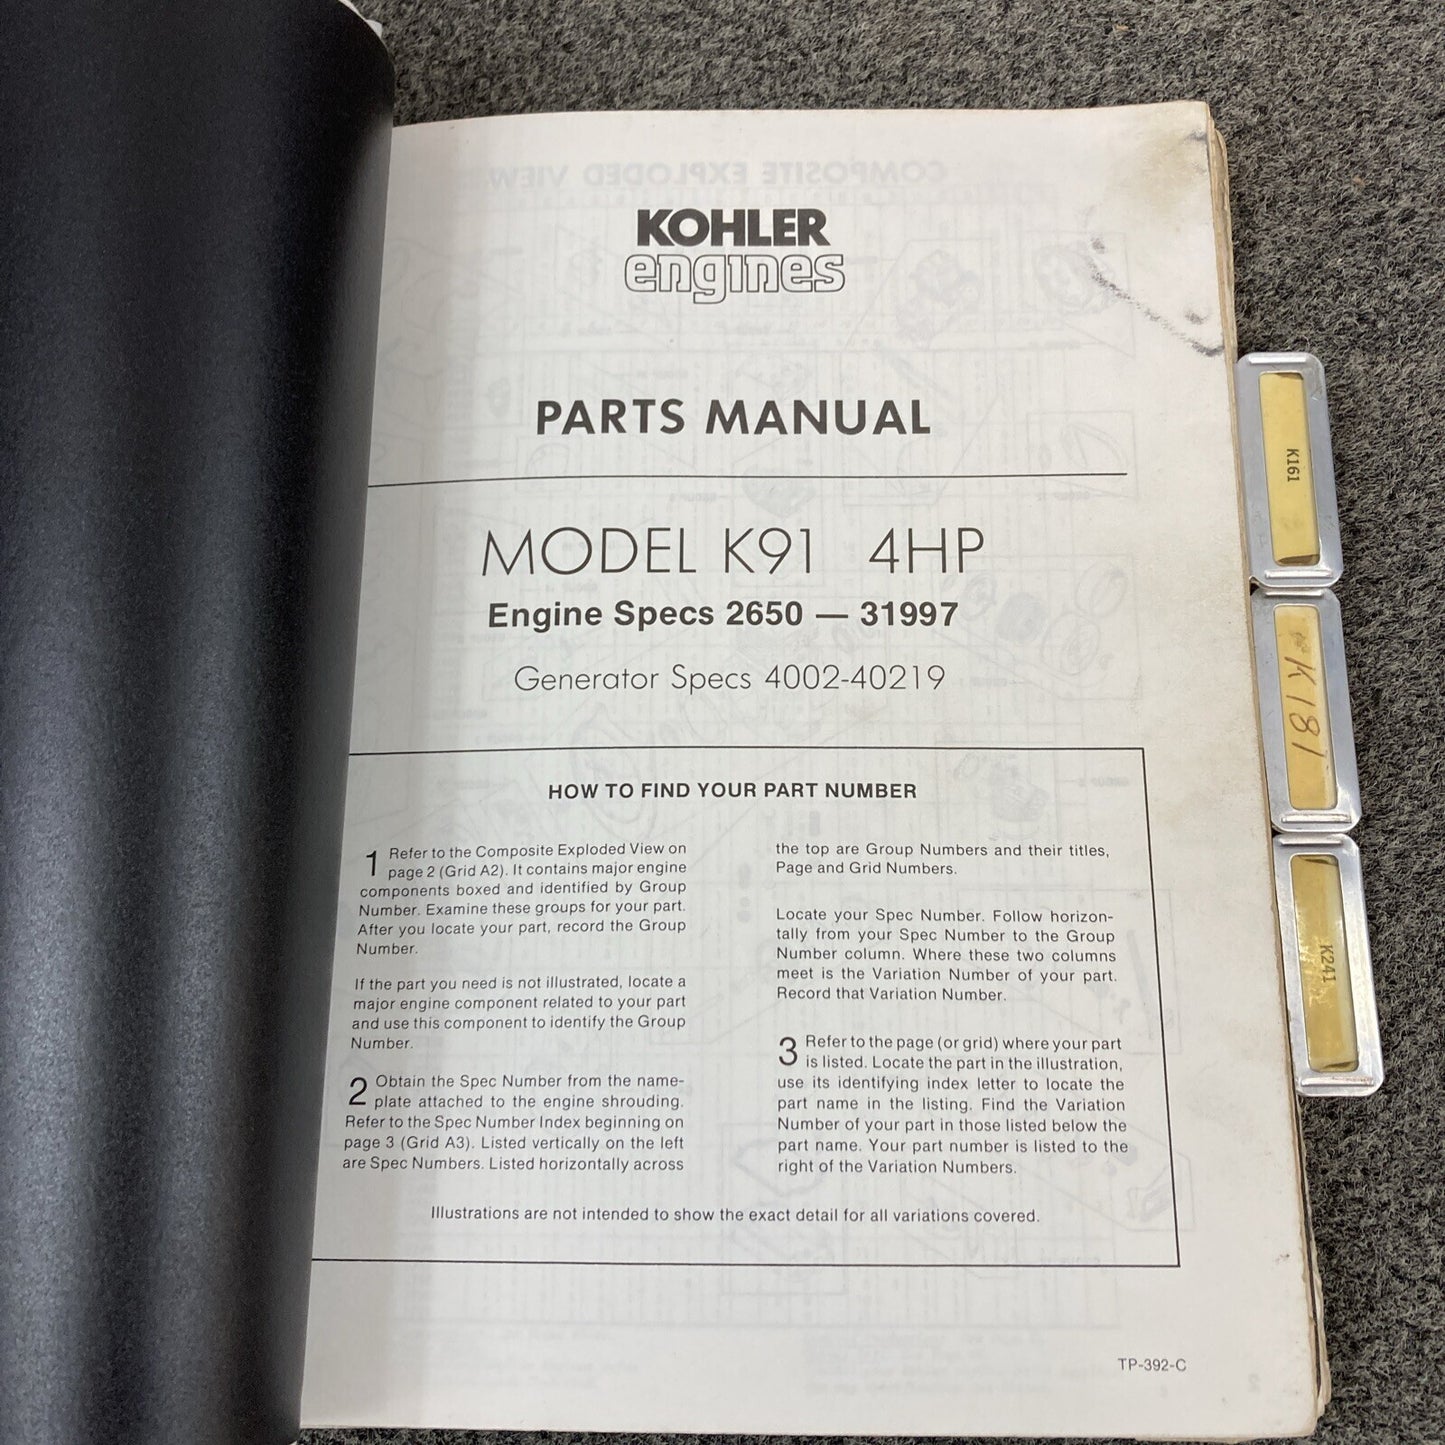 COMPOSITE EXPLODED VIEW
KOHLER
engines
PARTS MANUAL
MODEL K91 4HP
Engine Specs 2650 — 31997
Generator Specs 4002-40219
HOW TO FIND YOUR PART NUMBER
1 Refer to the Composite Exploded View on
page 2 (Grid A2). It contains major engine
components boxed and identified by Group
Number. Examine these groups for your part.
After you locate your part, record the Group
Number.
If the part you need is not illustrated, locate a
major engine component related to your part
and use this component to identify the Group
Number.
2 Obtain the Spec Number from the name-
plate attached to the engine shrouding.
Refer to the Spec Number Index beginning on
page 3 (Grid A3). Listed vertically on the left
are Spec Numbers. Listed horizontally across
the top are Group Numbers and their titles,
Page and Grid Numbers.
Locate your Spec Number. Follow horizon-
tally from your Spec Number to the Group
Number column. Where these two columns
meet is the Variation Number of your part.
Record that Variation Number.
3 Refer to the page (or grid) where your part
is listed. Locate the part in the illustration,
use its identifying index letter to locate the
part name in the listing. Find the Variation
Number of your part in those listed below the
part name. Your part number is listed to the
right of the Variation Numbers.
Illustrations are not intended to show the exact detail for all variations covered.
TP-392-C
K161
K181
K241